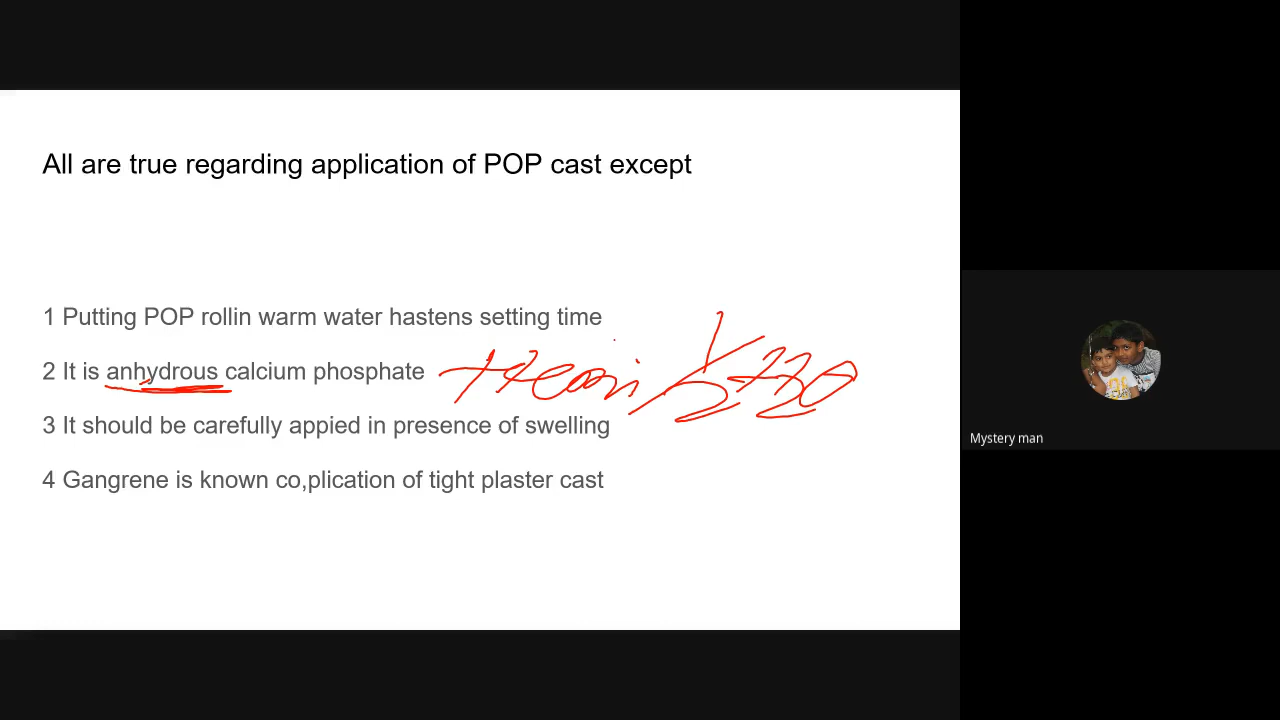 All are true regarding application of POP cast except
1 Putting POP rollin warm water hastens setting time
2 It is anhydrous calcium phosphate
3 It should be carefully appied in presence of swelling
4 Gangrene is known co,plication of tight plaster cast
Mystery man